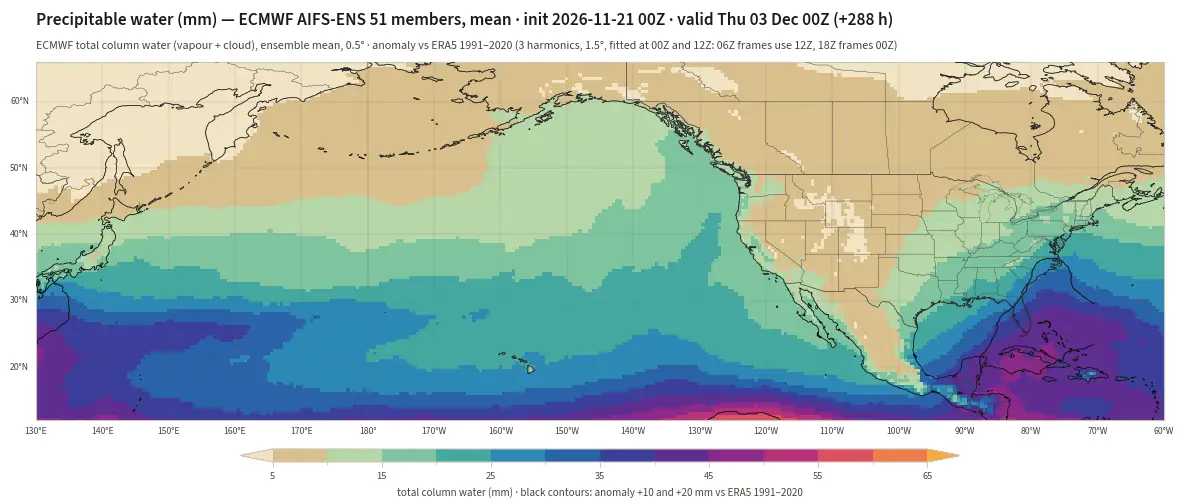 Precipitable water (mm) — ECMWF AIFS-ENS 51 members, mean · init 2026-11-21 00Z · valid Thu 03 Dec 00Z (+288 h)
ECMWF total column water (vapour + cloud), ensemble mean, 0.5° · anomaly vs ERA5 1991–2020 (3 harmonics, 1.5°, fitted at 00Z and 12Z: 06Z frames use 12Z, 18Z frames 00Z)
60°N
50°N
40°N
30°N
20°N
130°E 140°E 150°E 160°E 170°E 180° 170°W 160°W 150°W 140°W 130°W 120°W 110°W 100°W 90°W 80°W 70°W 60°W
5 15 25 35 45 55 65
total column water (mm) · black contours: anomaly +10 and +20 mm vs ERA5 1991–2020